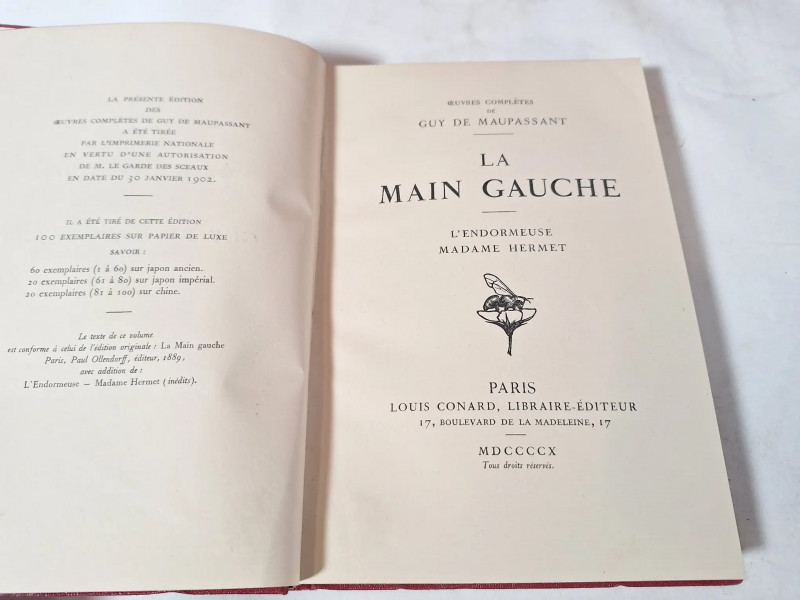 LA PRÉSENTE ÉDITION
DES
ŒUVRES COMPLÈTES DE GUY DE MAUPASSANT
A ÉTÉ TIRÉE
PAR L'IMPRIMERIE NATIONALE
EN VERTU D'UNE AUTORISATION
DE M. LE GARDE DES SCEAUX
EN DATE DU 30 JANVIER 1902.
IL A ÉTÉ TIRÉ DE CETTE ÉDITION
100 EXEMPLAIRES SUR PAPIER DE LUXE
SAVOIR :
60 exemplaires (1 à 60) sur japon ancien.
20 exemplaires (61 à 80) sur japon impérial.
20 exemplaires (81 à 100) sur chine.
Le texte de ce volume
est conforme à celui de l'édition originale : La Main gauche
Paris, Paul Ollendorff, éditeur, 1889,
avec addition de :
L'Endormeuse – Madame Hermet (inédits).
ŒUVRES COMPLÈTES
DE
GUY DE MAUPASSANT
LA
MAIN GAUCHE
L'ENDORMEUSE
MADAME HERMET
PARIS
LOUIS CONARD, LIBRAIRE-ÉDITEUR
17, BOULEVARD DE LA MADELEINE, 17
MDCCCCX
Tous droits réservés.